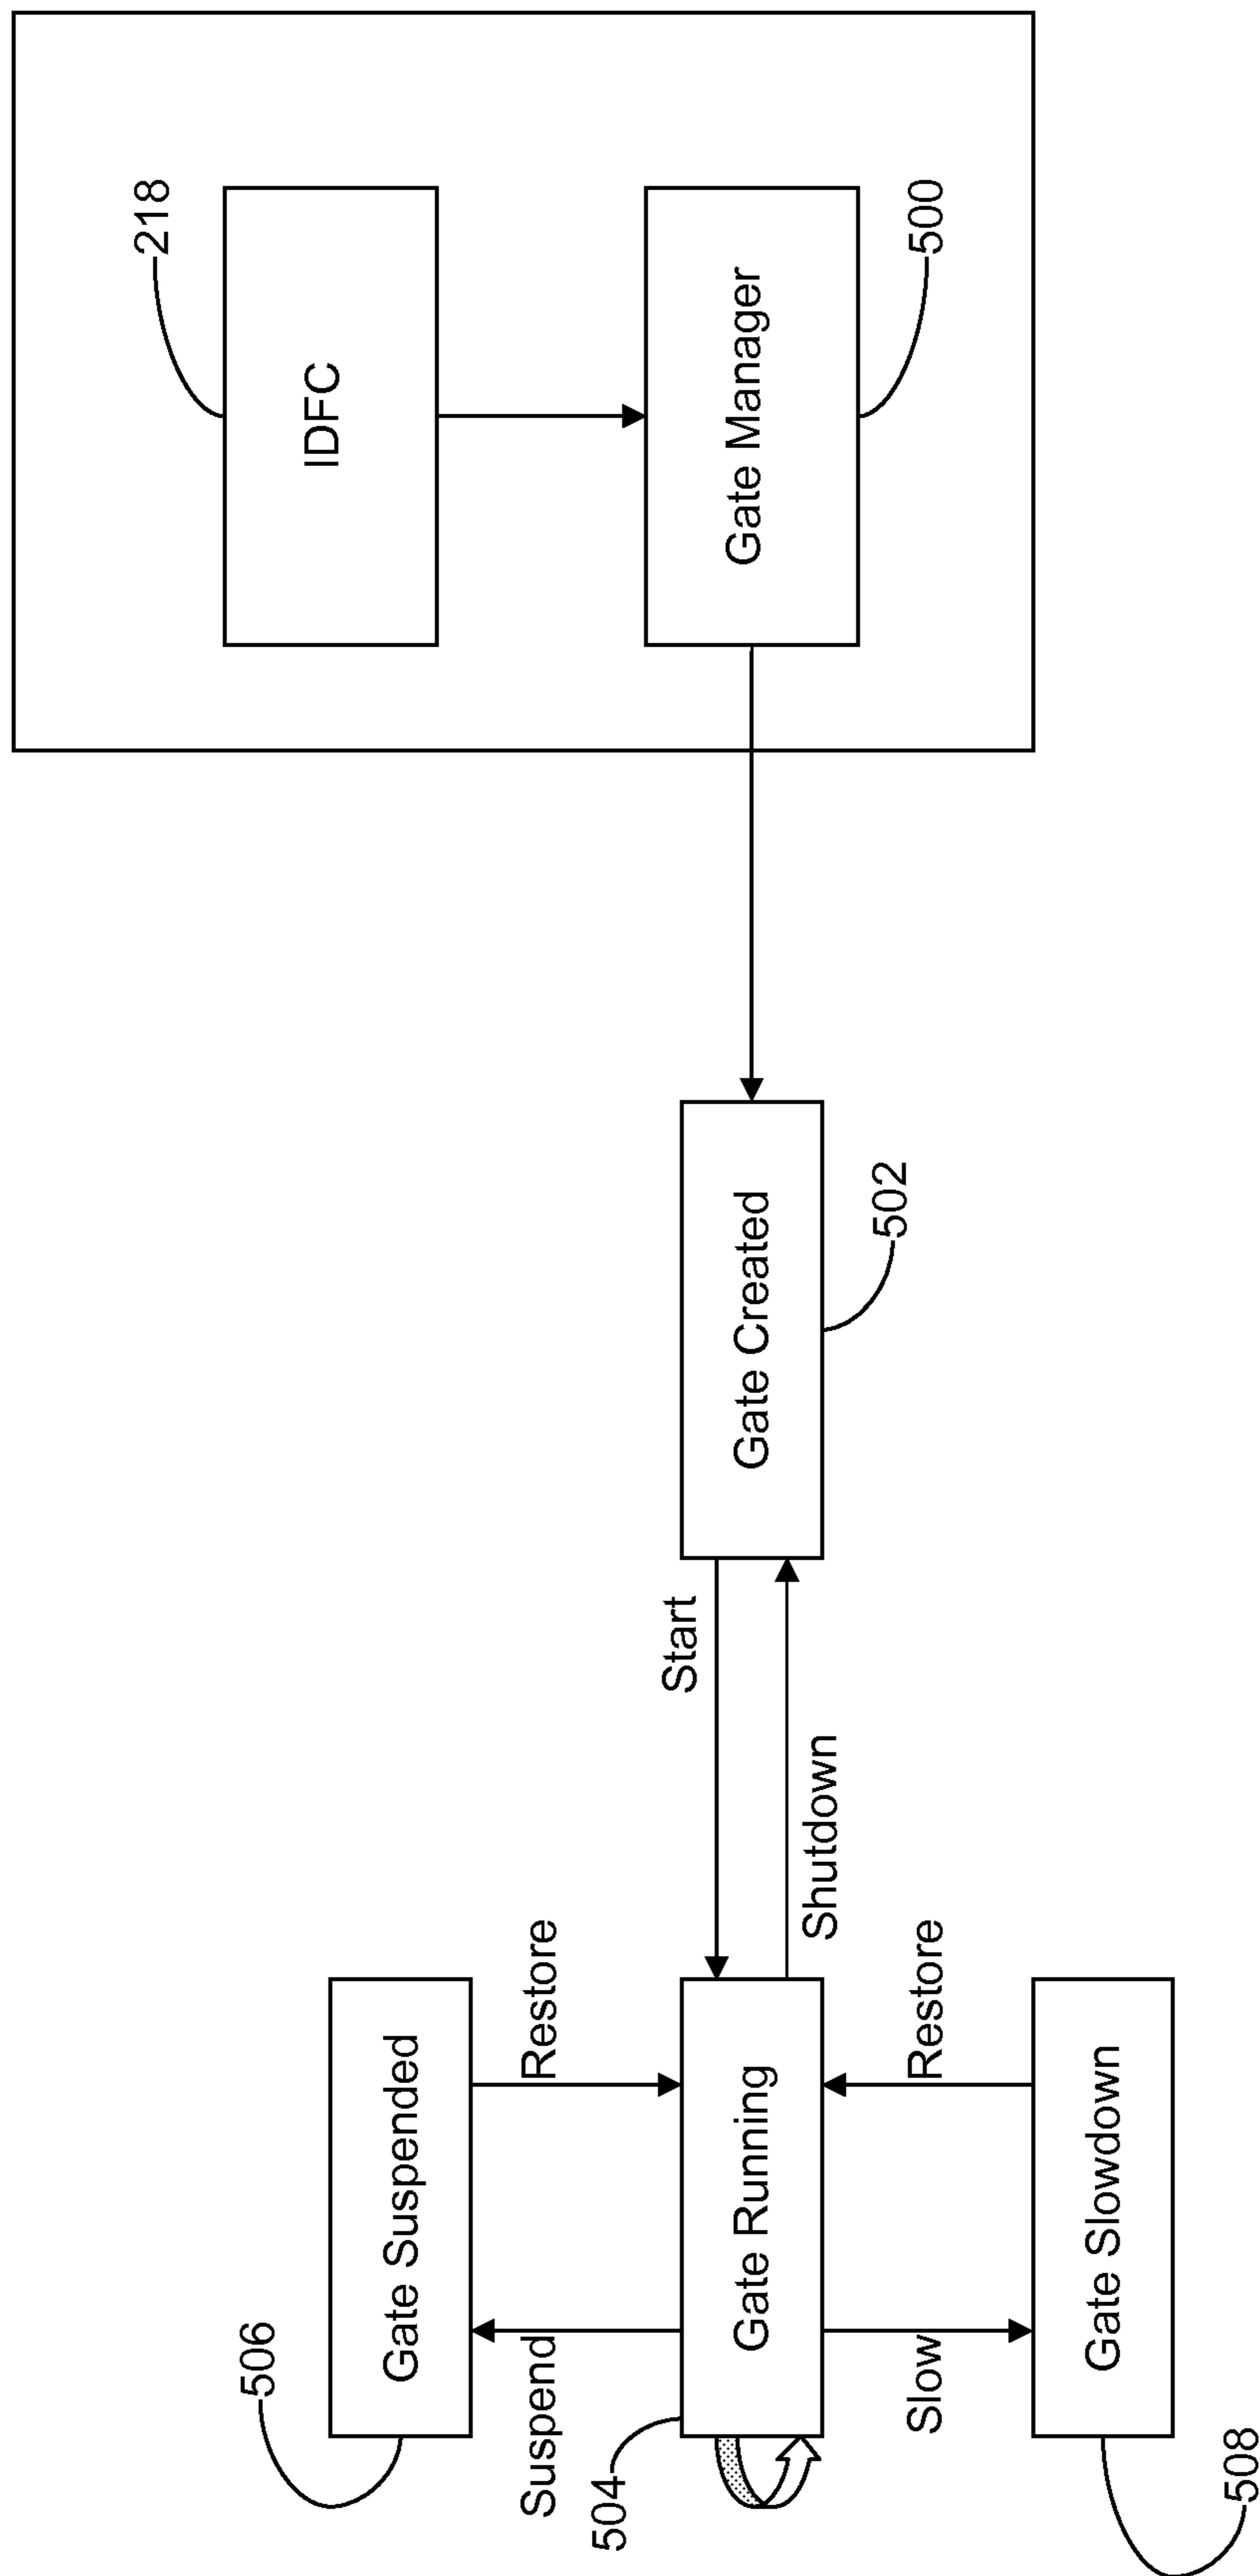 506
Gate Suspended
Suspend
Restore
504
Gate Running
Start
Shutdown
Slow
Restore
508
Gate Slowdown
Gate Created
502
218
IDFC
Gate Manager
500